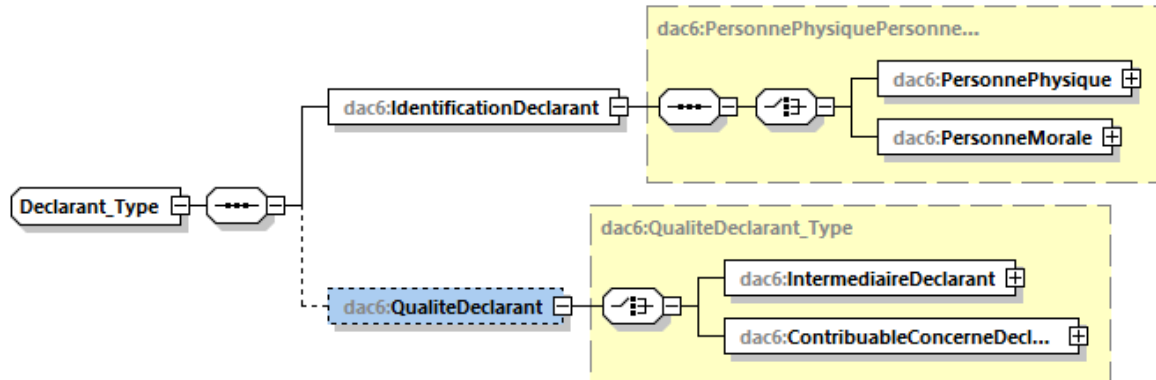 dac6:PersonnePhysiquePersonne...
dac6:PersonnePhysique
dac6:IdentificationDeclarant
dac6:PersonneMorale
Declarant_Type
dac6:QualiteDeclarant_Type
dac6:IntermediaireDeclarant
dac6:QualiteDeclarant
dac6:ContribuableConcerneDecl...